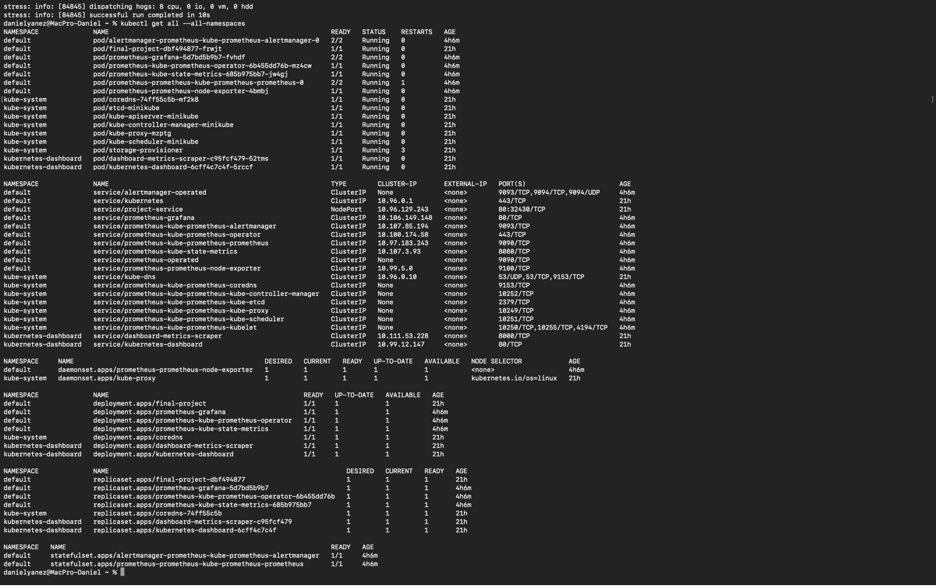 stress: info: [84845] dispatching hogs: 8 cpu, 0 io, 0 vm, 0 hdd
stress: info: [84845] successful run completed in 10s
danielyanez@MacPro-Daniel ~ % kubectl get all --all-namespaces
NAMESPACE NAME READY STATUS RESTARTS AGE
default pod/alertmanager-prometheus-kube-prometheus-alertmanager-0 2/2 Running 0 4h6m
default pod/final-project-dbf494877-frwjt 1/1 Running 0 21h
default pod/prometheus-grafana-5d7bd5b9b7-fvhdf 2/2 Running 0 4h6m
default pod/prometheus-kube-prometheus-operator-6b455dd76b-mz4cw 1/1 Running 0 4h6m
default pod/prometheus-kube-state-metrics-685b975bb7-jw4gj 1/1 Running 0 4h6m
default pod/prometheus-prometheus-kube-prometheus-prometheus-0 2/2 Running 1 4h6m
default pod/prometheus-prometheus-node-exporter-4bmbj 1/1 Running 0 4h6m
kube-system pod/coredns-74ff55c5b-mf2k8 1/1 Running 0 21h
kube-system pod/etcd-minikube 1/1 Running 0 21h
kube-system pod/kube-apiserver-minikube 1/1 Running 0 21h
kube-system pod/kube-controller-manager-minikube 1/1 Running 0 21h
kube-system pod/kube-proxy-mzptg 1/1 Running 0 21h
kube-system pod/kube-scheduler-minikube 1/1 Running 0 21h
kube-system pod/storage-provisioner 1/1 Running 3 21h
kubernetes-dashboard pod/dashboard-metrics-scraper-c95fcf479-52tms 1/1 Running 0 21h
kubernetes-dashboard pod/kubernetes-dashboard-6cff4c7c4f-5rccf 1/1 Running 0 21h
NAMESPACE NAME TYPE CLUSTER-IP EXTERNAL-IP PORT(S) AGE
default service/alertmanager-operated ClusterIP None <none> 9093/TCP,9094/TCP,9094/UDP 4h6m
default service/kubernetes ClusterIP 10.96.0.1 <none> 443/TCP 21h
default service/project-service NodePort 10.96.129.243 <none> 80:32430/TCP 21h
default service/prometheus-grafana ClusterIP 10.106.149.148 <none> 80/TCP 4h6m
default service/prometheus-kube-prometheus-alertmanager ClusterIP 10.107.85.194 <none> 9093/TCP 4h6m
default service/prometheus-kube-prometheus-operator ClusterIP 10.100.174.58 <none> 443/TCP 4h6m
default service/prometheus-kube-prometheus-prometheus ClusterIP 10.97.183.243 <none> 9090/TCP 4h6m
default service/prometheus-kube-state-metrics ClusterIP 10.107.3.93 <none> 8080/TCP 4h6m
default service/prometheus-operated ClusterIP None <none> 9090/TCP 4h6m
default service/prometheus-prometheus-node-exporter ClusterIP 10.99.5.0 <none> 9100/TCP 4h6m
kube-system service/kube-dns ClusterIP 10.96.0.10 <none> 53/UDP,53/TCP,9153/TCP 21h
kube-system service/prometheus-kube-prometheus-coredns ClusterIP None <none> 9153/TCP 4h6m
kube-system service/prometheus-kube-prometheus-kube-controller-manager ClusterIP None <none> 10252/TCP 4h6m
kube-system service/prometheus-kube-prometheus-kube-etcd ClusterIP None <none> 2379/TCP 4h6m
kube-system service/prometheus-kube-prometheus-kube-proxy ClusterIP None <none> 10249/TCP 4h6m
kube-system service/prometheus-kube-prometheus-kube-scheduler ClusterIP None <none> 10251/TCP 4h6m
kube-system service/prometheus-kube-prometheus-kubelet ClusterIP None <none> 10250/TCP,10255/TCP,4194/TCP 4h6m
kubernetes-dashboard service/dashboard-metrics-scraper ClusterIP 10.111.53.228 <none> 8000/TCP 21h
kubernetes-dashboard service/kubernetes-dashboard ClusterIP 10.99.12.147 <none> 80/TCP 21h
NAMESPACE NAME DESIRED CURRENT READY UP-TO-DATE AVAILABLE NODE SELECTOR AGE
default daemonset.apps/prometheus-prometheus-node-exporter 1 1 1 1 1 <none> 4h6m
kube-system daemonset.apps/kube-proxy 1 1 1 1 1 kubernetes.io/os=linux 21h
NAMESPACE NAME READY UP-TO-DATE AVAILABLE AGE
default deployment.apps/final-project 1/1 1 1 21h
default deployment.apps/prometheus-grafana 1/1 1 1 4h6m
default deployment.apps/prometheus-kube-prometheus-operator 1/1 1 1 4h6m
default deployment.apps/prometheus-kube-state-metrics 1/1 1 1 4h6m
kube-system deployment.apps/coredns 1/1 1 1 21h
kubernetes-dashboard deployment.apps/dashboard-metrics-scraper 1/1 1 1 21h
kubernetes-dashboard deployment.apps/kubernetes-dashboard 1/1 1 1 21h
NAMESPACE NAME DESIRED CURRENT READY AGE
default replicaset.apps/final-project-dbf494877 1 1 1 21h
default replicaset.apps/prometheus-grafana-5d7bd5b9b7 1 1 1 4h6m
default replicaset.apps/prometheus-kube-prometheus-operator-6b455dd76b 1 1 1 4h6m
default replicaset.apps/prometheus-kube-state-metrics-685b975bb7 1 1 1 4h6m
kube-system replicaset.apps/coredns-74ff55c5b 1 1 1 21h
kubernetes-dashboard replicaset.apps/dashboard-metrics-scraper-c95fcf479 1 1 1 21h
kubernetes-dashboard replicaset.apps/kubernetes-dashboard-6cff4c7c4f 1 1 1 21h
NAMESPACE NAME READY AGE
default statefulset.apps/alertmanager-prometheus-kube-prometheus-alertmanager 1/1 4h6m
default statefulset.apps/prometheus-prometheus-kube-prometheus-prometheus 1/1 4h6m
danielyanez@MacPro-Daniel ~ %